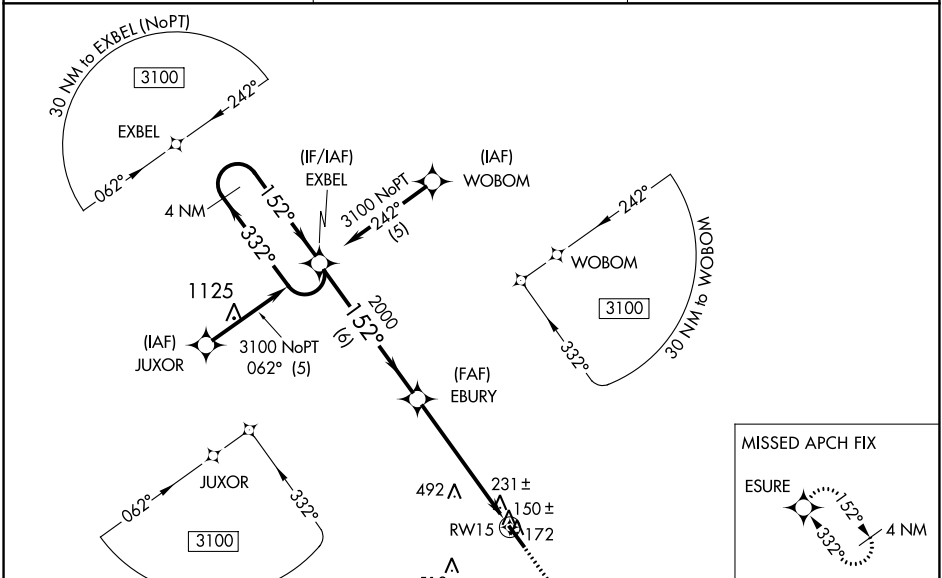 30 NM to EXBEL (NoPT)
3100
242°
EXBEL
062°
(IF/IAF)
EXBEL
(IAF)
WOBOM
3100 NoPT
242°
(5)
4 NM
152°
332°
242°
WOBOM
3100
30 NM to WOBOM
332°
1125
(IAF)
JUXOR
3100 NoPT
062° (5)
2000
152°
(6)
(FAF)
EBURY
JUXOR
062°
332°
3100
492
231 ±
150 ±
RW15
172
MISSED APCH FIX
ESURE
152°
4 NM
332°